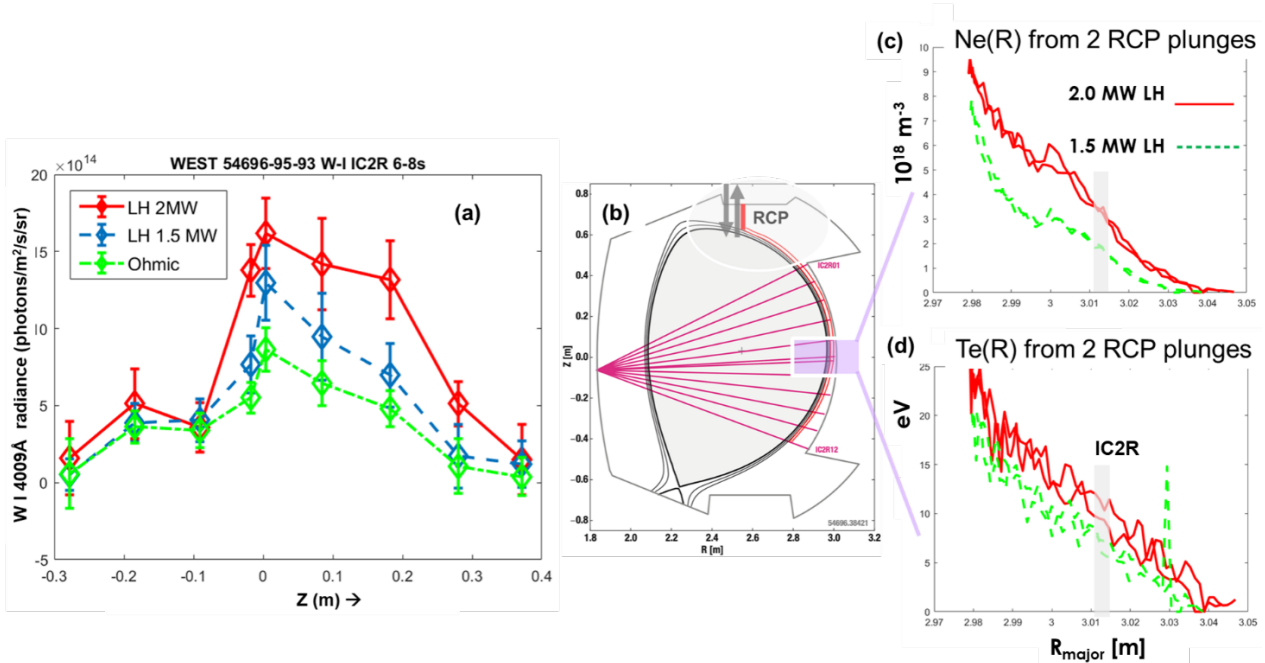 (a)
WEST 54696-95-93 W-I IC2R 6-8s
×10¹⁴
W I 4009Å radiance (photons/m²/s/sr)
20
15
10
5
0
-5
LH 2MW
LH 1.5 MW
Ohmic
-0.3
-0.2
-0.1
0
0.1
0.2
0.3
0.4
Z (m) →
(b)
RCP
IC2R01
IC2R12
54696.38421
Z [m]
0.8
0.6
0.4
0.2
0.0
−0.2
−0.4
−0.6
−0.8
1.8
2.0
2.2
2.4
2.6
2.8
3.0
3.2
R [m]
(c)
Ne(R) from 2 RCP plunges
2.0 MW LH
1.5 MW LH
10¹⁸ m⁻³
10
9
8
7
6
5
4
3
2
1
0
2.97
2.98
2.99
3
3.01
3.02
3.03
3.04
3.05
(d)
Te(R) from 2 RCP plunges
eV
IC2R
25
20
15
10
5
0
2.97
2.98
2.99
3
3.01
3.02
3.03
3.04
3.05
Rmajor [m]